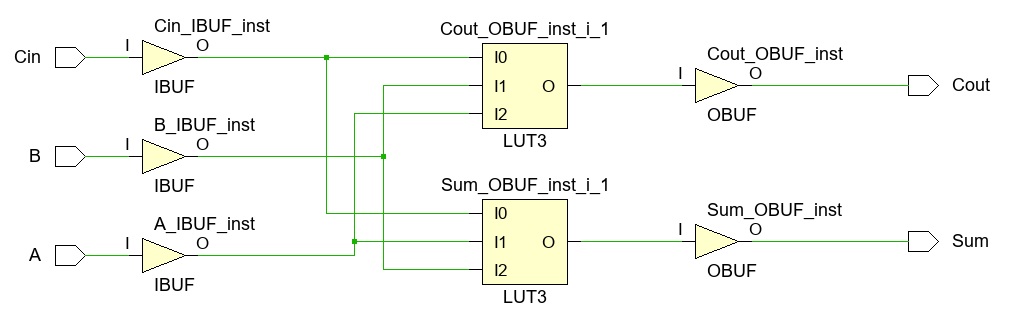 Cin
I
Cin_IBUF_inst
O
IBUF
B
I
B_IBUF_inst
O
IBUF
A
I
A_IBUF_inst
O
IBUF
Cout_OBUF_inst_i_1
I0
I1
I2
O
LUT3
Sum_OBUF_inst_i_1
I0
I1
I2
O
LUT3
I
Cout_OBUF_inst
O
OBUF
Cout
I
Sum_OBUF_inst
O
OBUF
Sum